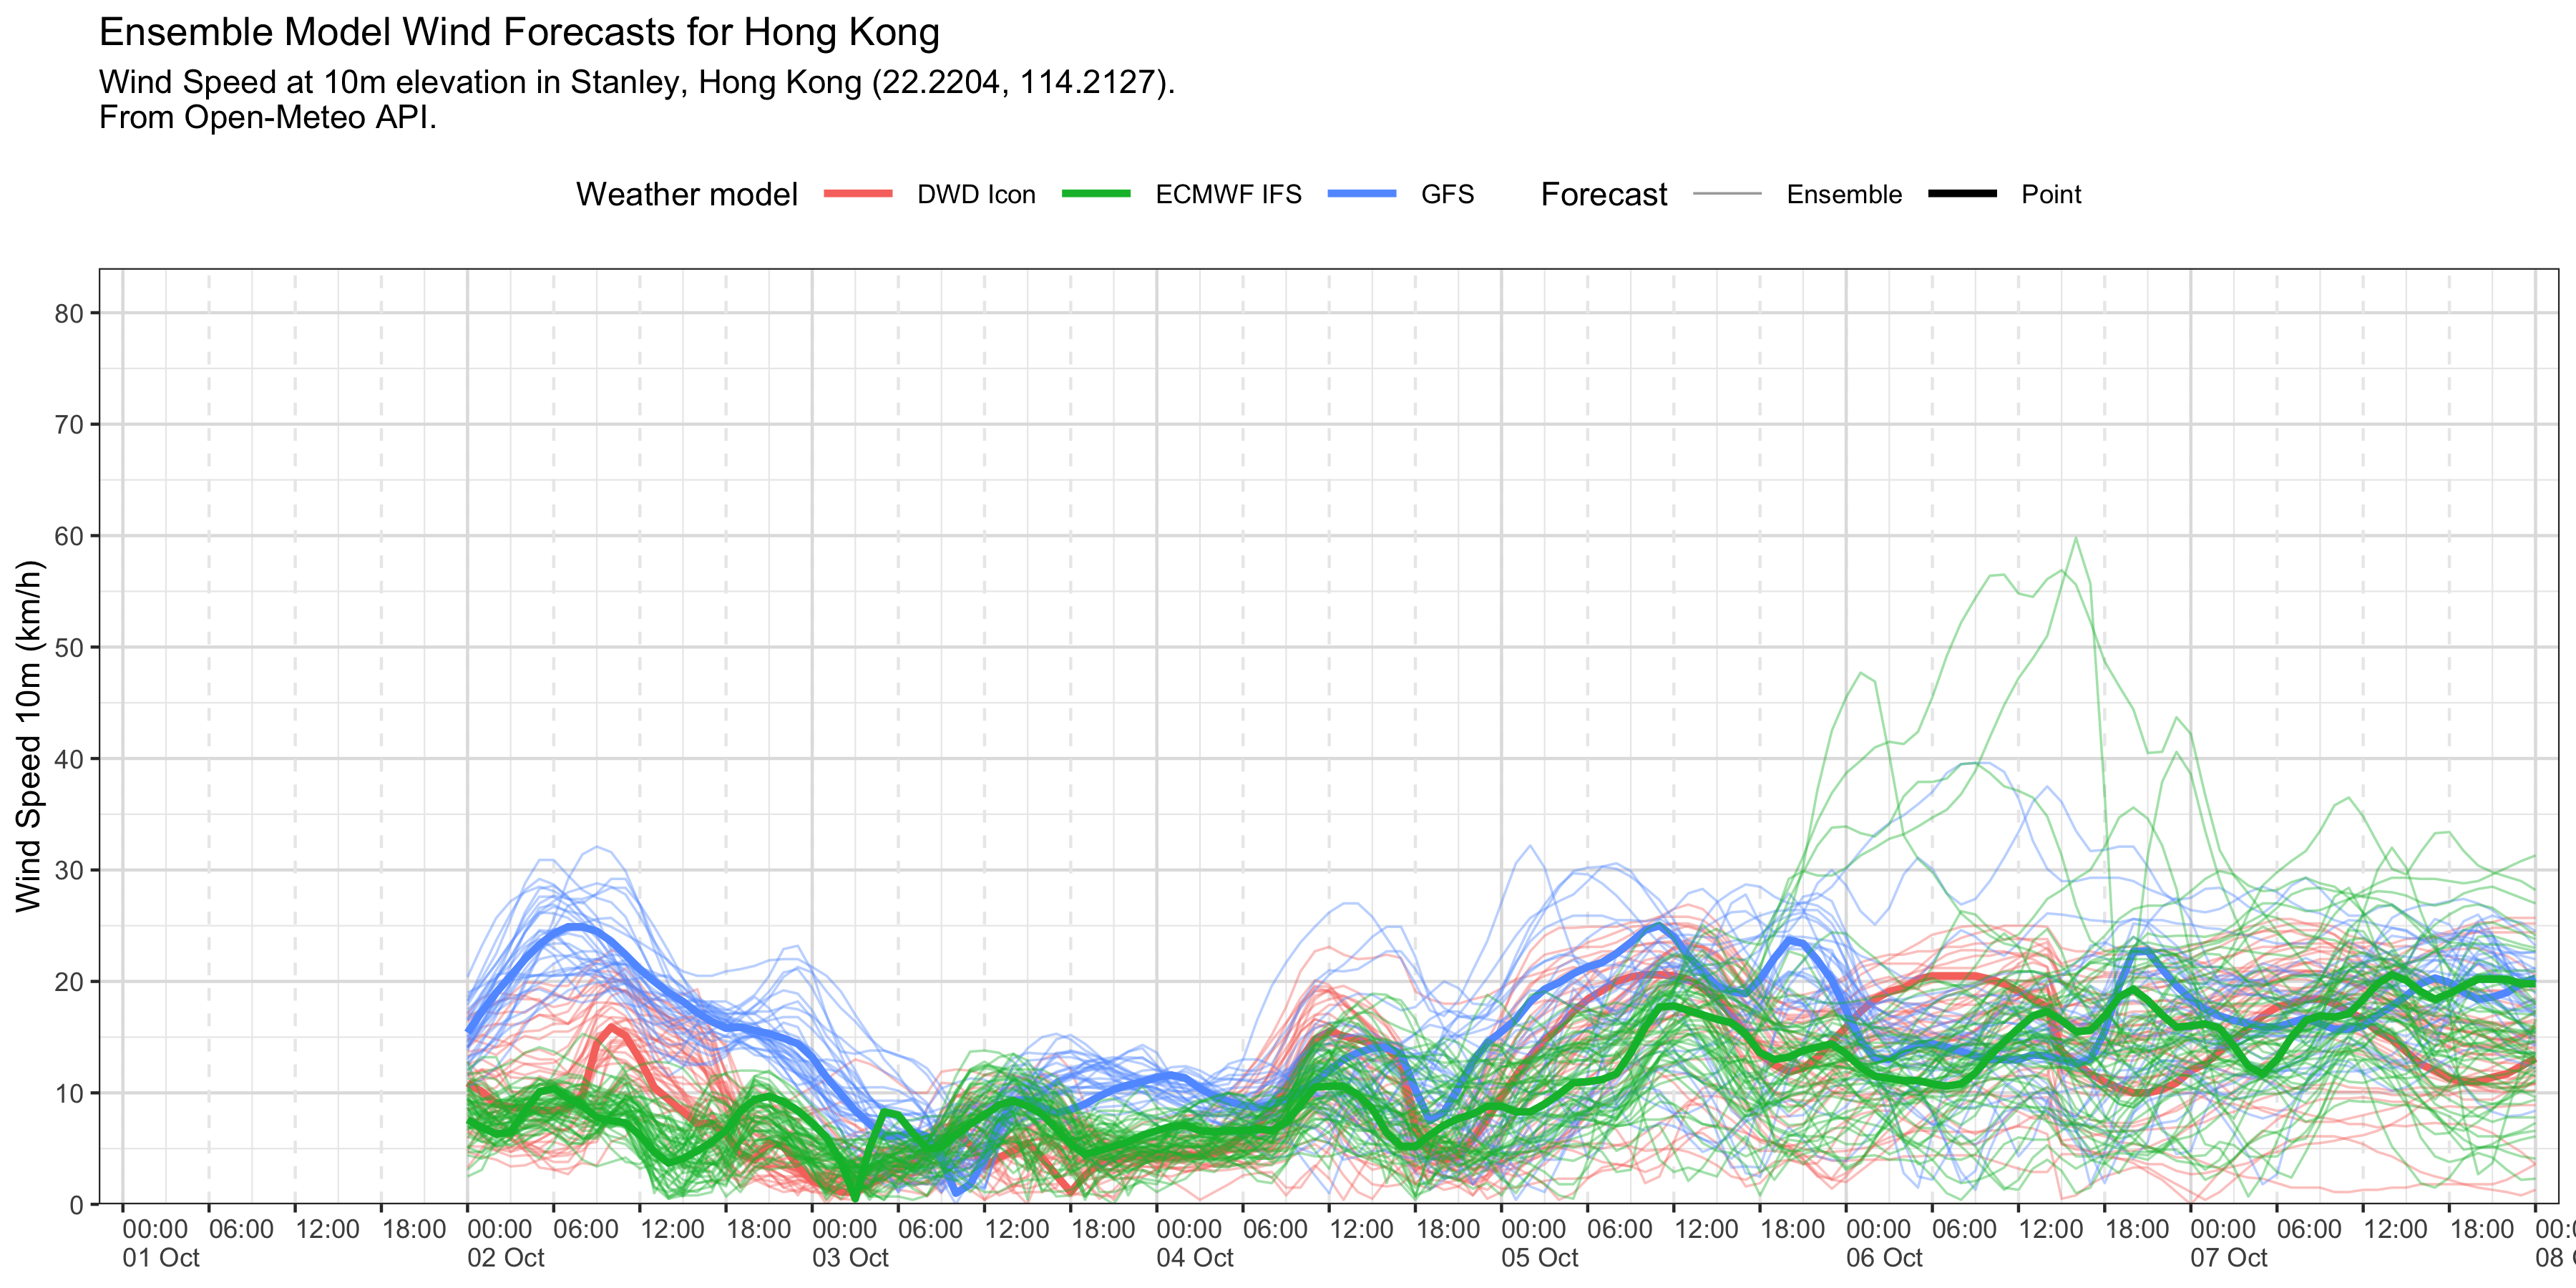 Ensemble Model Wind Forecasts for Hong Kong
Wind Speed at 10m elevation in Stanley, Hong Kong (22.2204, 114.2127).
From Open-Meteo API.
Weather model DWD Icon ECMWF IFS GFS Forecast Ensemble Point
Wind Speed 10m (km/h)
80
70
60
50
40
30
20
10
0
00:00 06:00 12:00 18:00 00:00 06:00 12:00 18:00 00:00 06:00 12:00 18:00 00:00 06:00 12:00 18:00 00:00 06:00 12:00 18:00 00:00 06:00 12:00 18:00 00:00 06:00 12:00 18:00
01 Oct 02 Oct 03 Oct 04 Oct 05 Oct 06 Oct 07 Oct 08